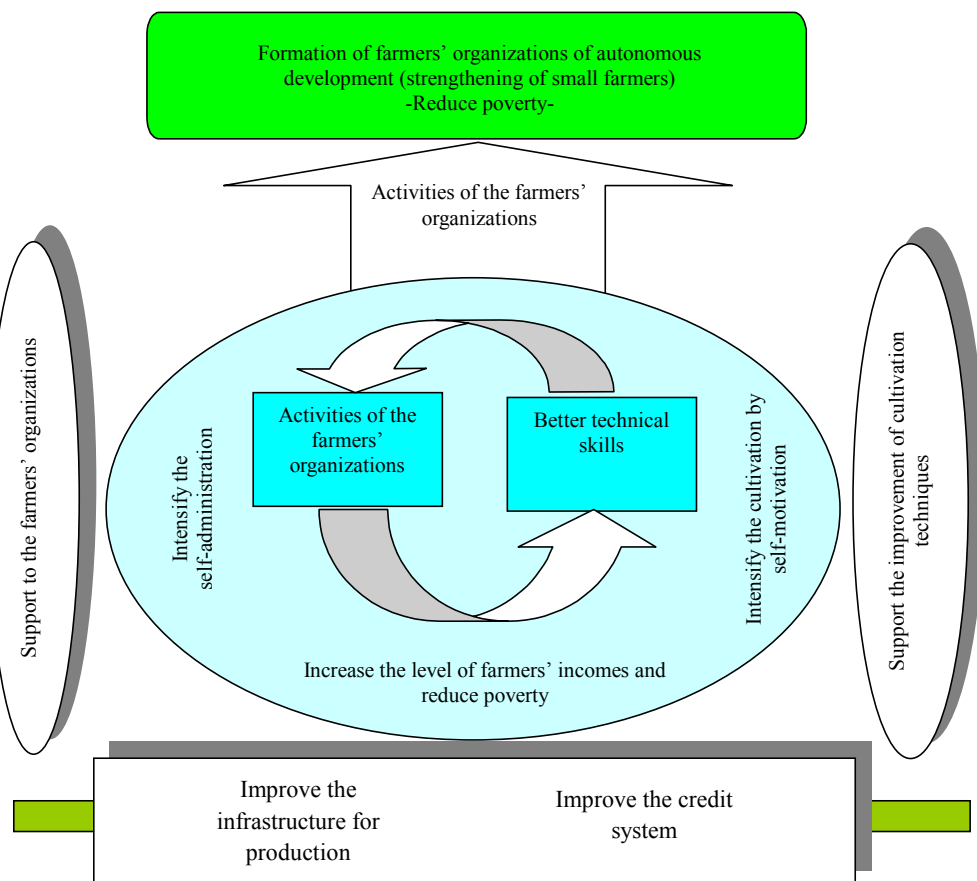 Formation of farmers’ organizations of autonomous
development (strengthening of small farmers)
-Reduce poverty-
Activities of the farmers’
organizations
Support to the farmers’ organizations
Intensify the
self-administration
Activities of the
farmers’
organizations
Better technical
skills
Intensify the cultivation by
self-motivation
Support the improvement of cultivation
techniques
Increase the level of farmers’ incomes and
reduce poverty
Improve the
infrastructure for
production
Improve the credit
system